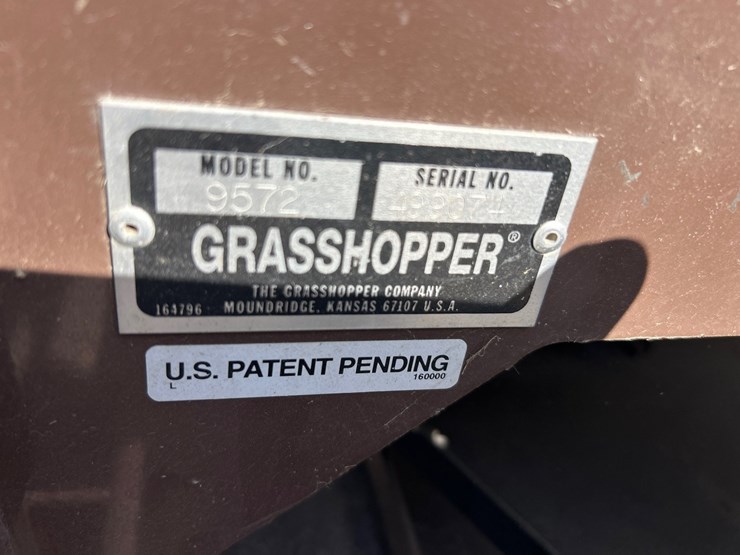 MODEL NO. SERIAL NO.
9572
GRASSHOPPER®
THE GRASSHOPPER COMPANY
164796 MOUNDRIDGE, KANSAS 67107 U.S.A.
U.S. PATENT PENDING
L 160000